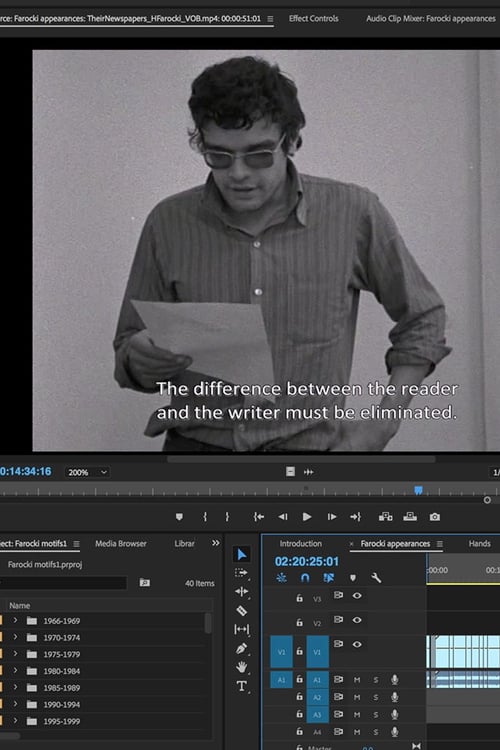 rce: Farocki appearances: TheirNewspapers_HFarocki_VOB.mp4: 00:00:51:01
Effect Controls
Audio Clip Mixer: Farocki appearances
The difference between the reader
and the writer must be eliminated.
0:14:34:16
200%
1/
ject: Farocki motifs1
Media Browser
Librar
Farocki motifs1.prproj
40 Items
Name
1966-1969
1970-1974
1975-1979
1980-1984
1985-1989
1990-1994
1995-1999
T
Introduction
× Farocki appearances
Hands
02:20:25:01
:00:00
00:1
V3
V2
V1 V1
A1 A1 M S
A2 M S
A3 M S
A4 M S
Master 0.0